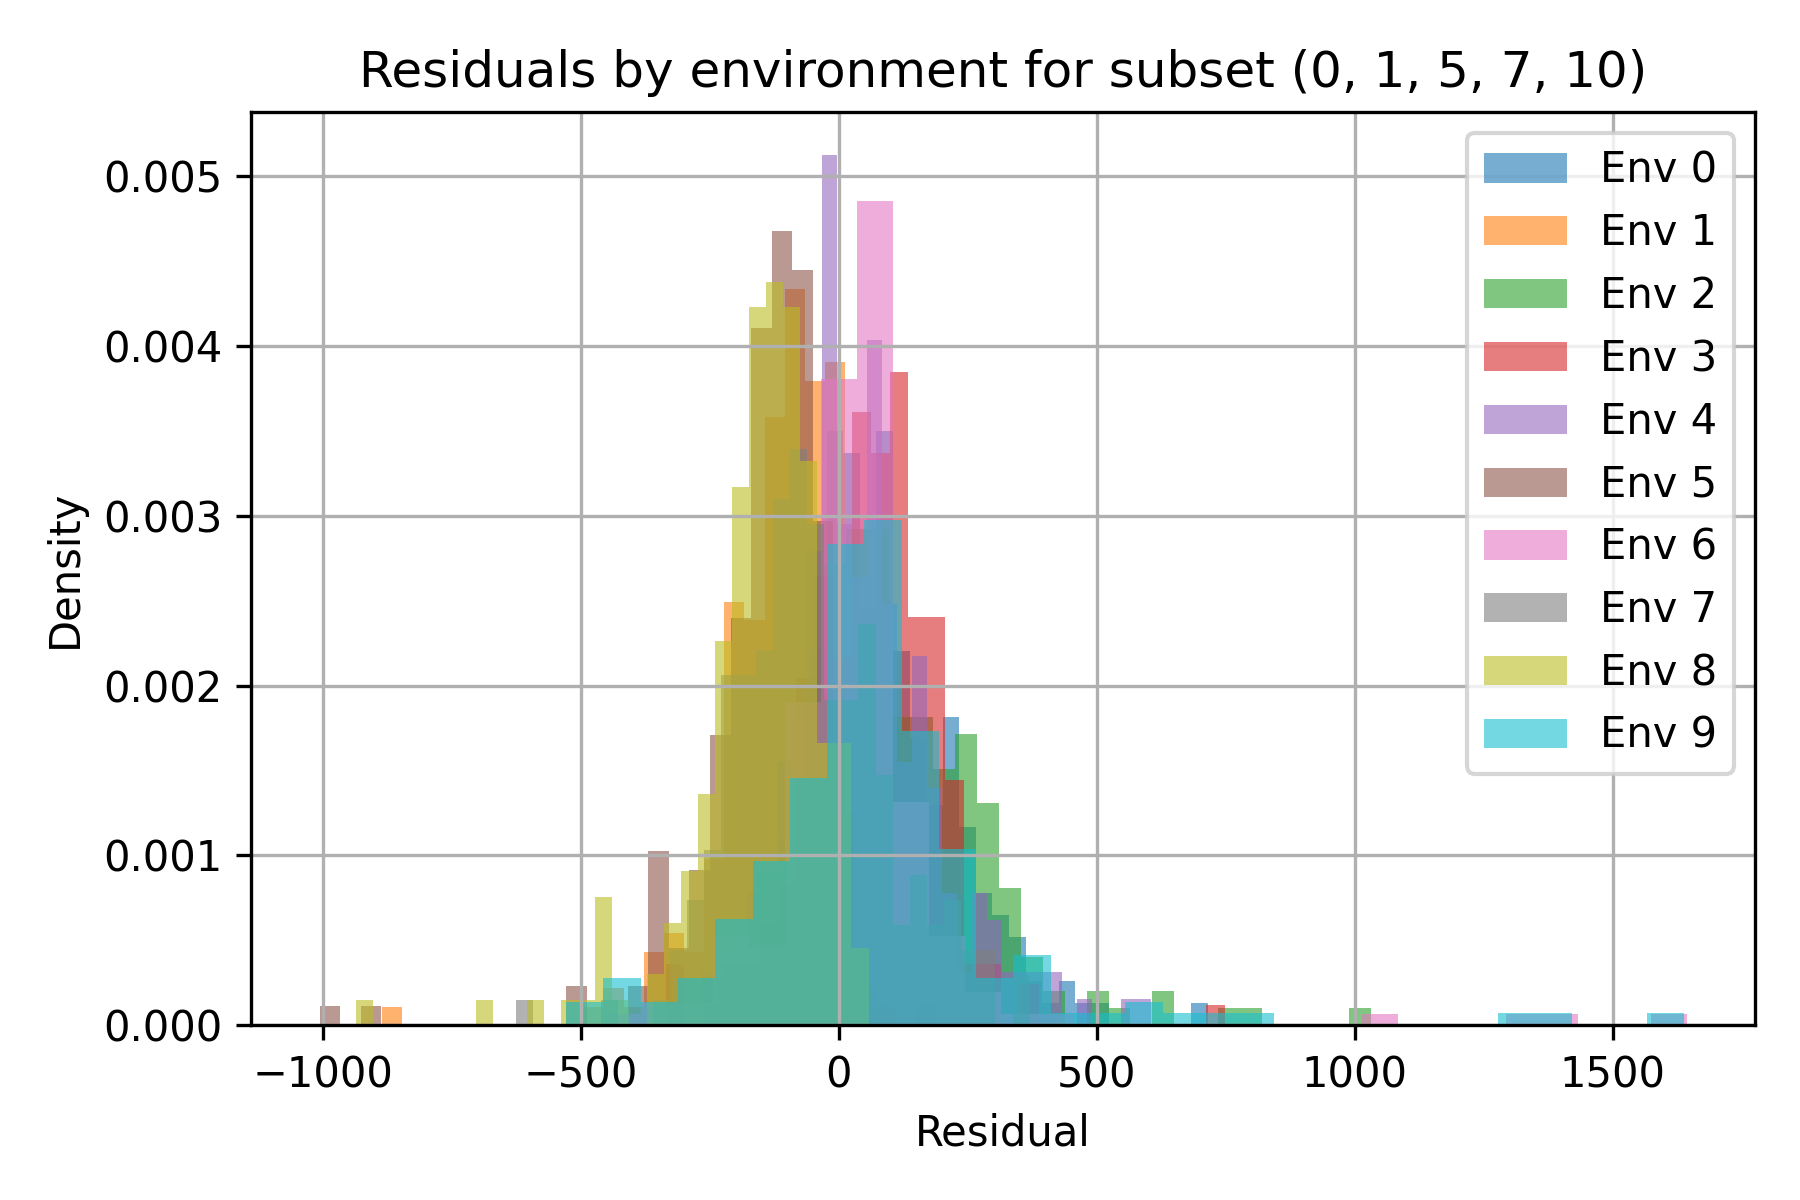 Residuals by environment for subset (0, 1, 5, 7, 10)
Density
0.005
0.004
0.003
0.002
0.001
0.000
−1000
−500
0
500
1000
1500
Residual
Env 0
Env 1
Env 2
Env 3
Env 4
Env 5
Env 6
Env 7
Env 8
Env 9